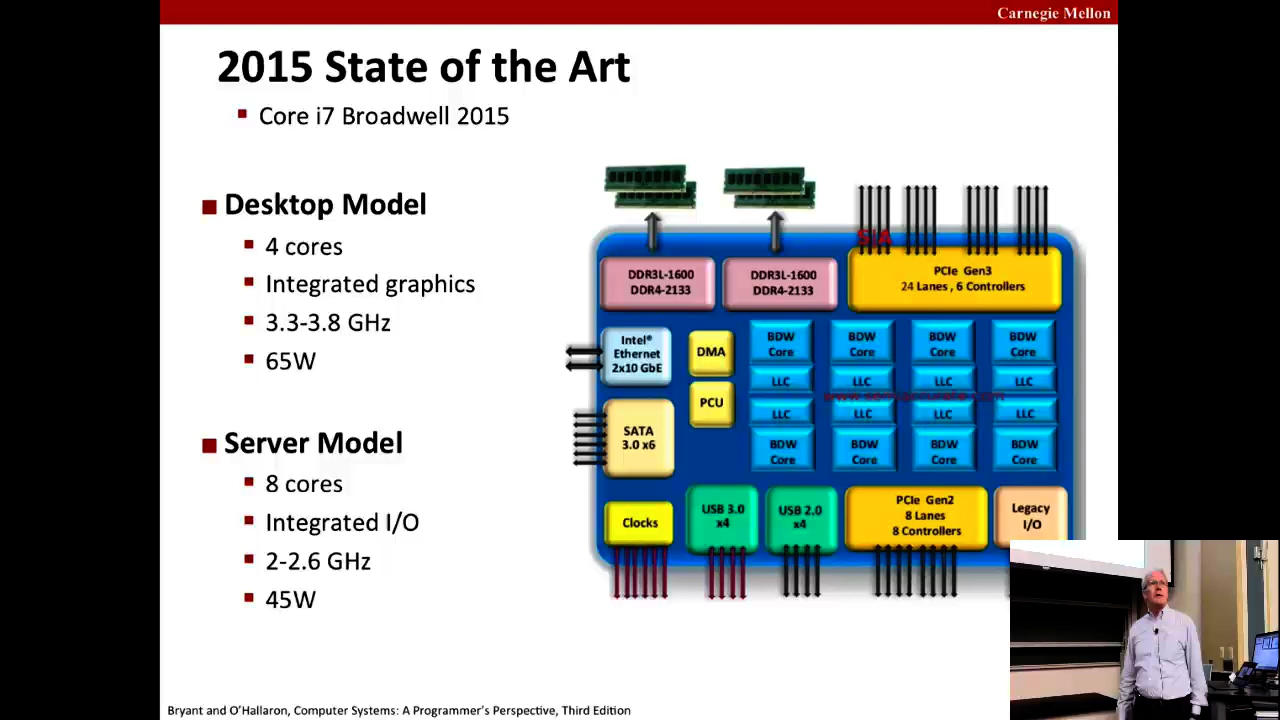 Carnegie Mellon
2015 State of the Art
Core i7 Broadwell 2015
Desktop Model
4 cores
Integrated graphics
3.3-3.8 GHz
65W
Server Model
8 cores
Integrated I/O
2-2.6 GHz
45W
S|A
DDR3L-1600
DDR4-2133
DDR3L-1600
DDR4-2133
PCIe Gen3
24 Lanes , 6 Controllers
Intel®
Ethernet
2x10 GbE
DMA
PCU
SATA
3.0 x6
BDW
Core
BDW
Core
BDW
Core
BDW
Core
LLC
LLC
LLC
LLC
LLC
LLC
LLC
LLC
BDW
Core
BDW
Core
BDW
Core
BDW
Core
Clocks
USB 3.0
x4
USB 2.0
x4
PCIe Gen2
8 Lanes
8 Controllers
Legacy
I/O
Bryant and O'Hallaron, Computer Systems: A Programmer's Perspective, Third Edition